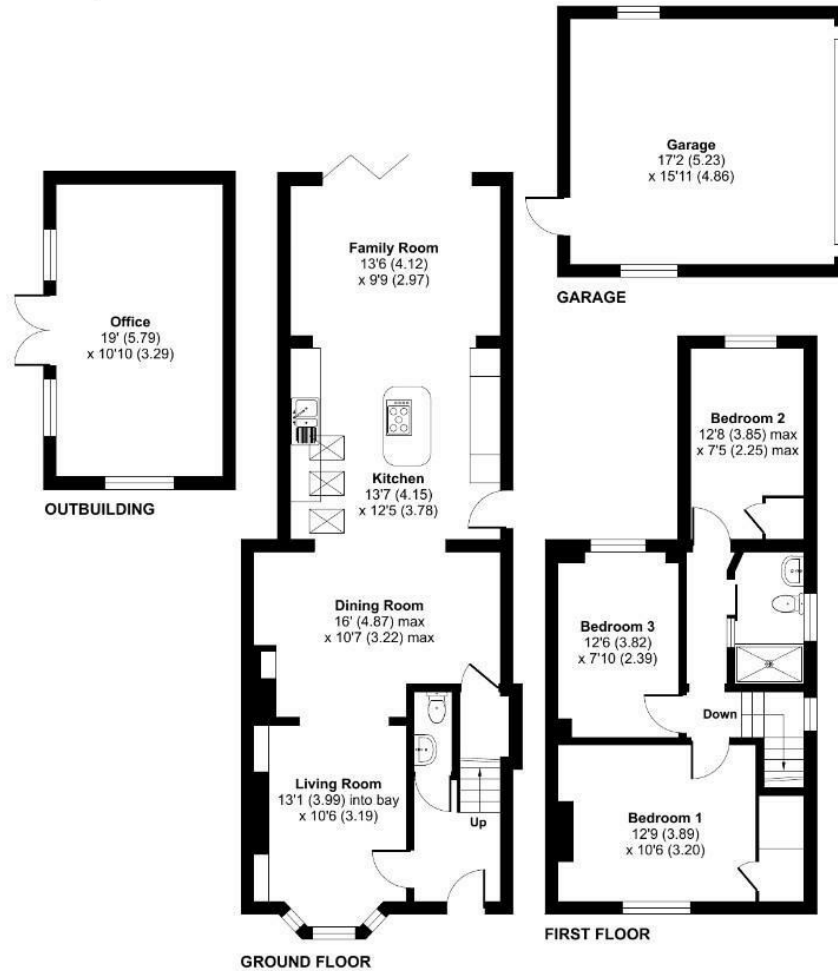 Garage
17'2 (5.23)
x 15'11 (4.86)
GARAGE
Family Room
13'6 (4.12)
x 9'9 (2.97)
Office
19' (5.79)
x 10'10 (3.29)
OUTBUILDING
Kitchen
13'7 (4.15)
x 12'5 (3.78)
Dining Room
16' (4.87) max
x 10'7 (3.22) max
Living Room
13'1 (3.99) into bay
x 10'6 (3.19)
Up
GROUND FLOOR
Bedroom 2
12'8 (3.85) max
x 7'5 (2.25) max
Bedroom 3
12'6 (3.82)
x 7'10 (2.39)
Down
Bedroom 1
12'9 (3.89)
x 10'6 (3.20)
FIRST FLOOR